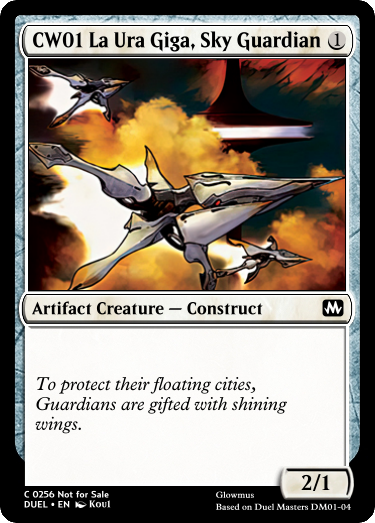 CW01 La Ura Giga, Sky Guardian 1
Artifact Creature — Construct
To protect their floating cities,
Guardians are gifted with shining
wings.
2/1
C 0256 Not for Sale
DUEL • EN Koul
Glowmus
Based on Duel Masters DM01-04